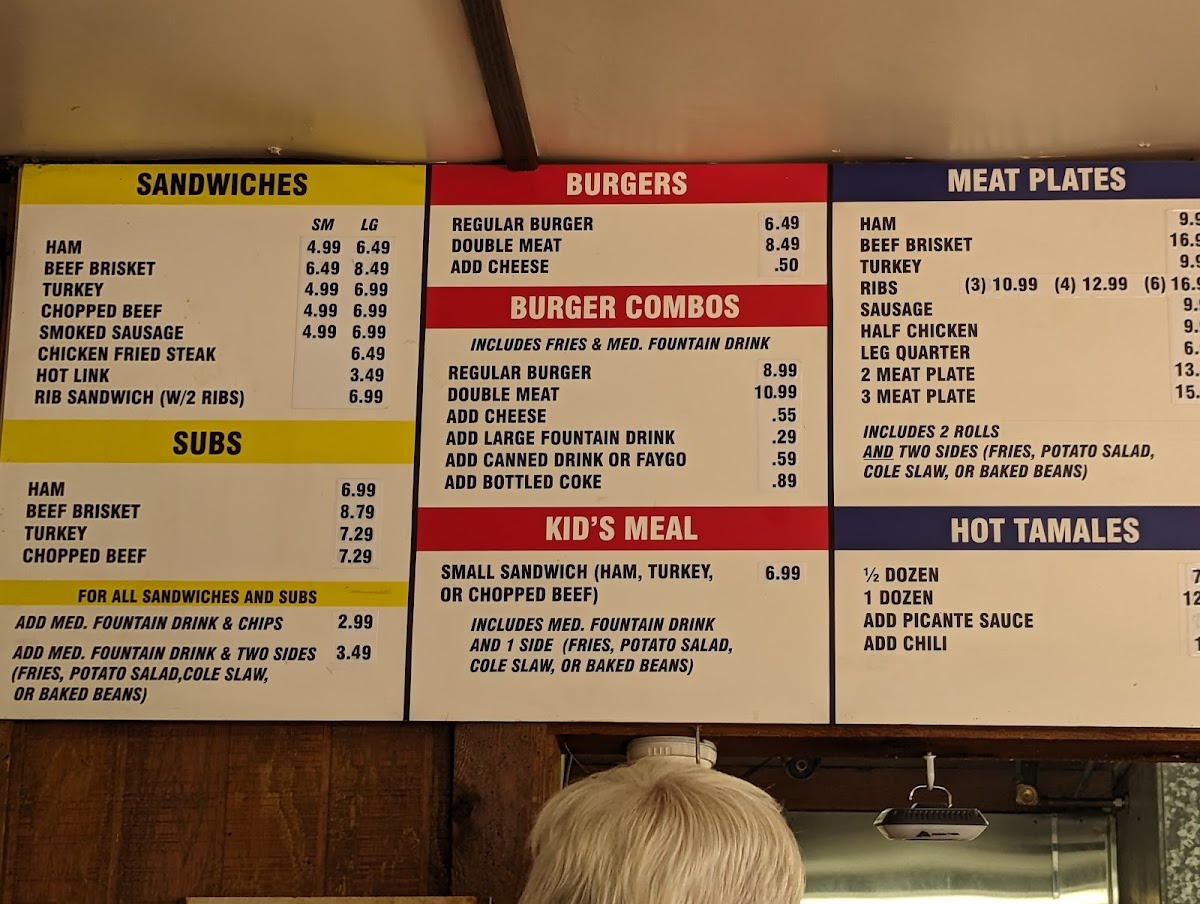 SANDWICHES
SM LG
HAM 4.99 6.49
BEEF BRISKET 6.49 8.49
TURKEY 4.99 6.99
CHOPPED BEEF 4.99 6.99
SMOKED SAUSAGE 4.99 6.99
CHICKEN FRIED STEAK 6.49
HOT LINK 3.49
RIB SANDWICH (W/2 RIBS) 6.99
SUBS
HAM 6.99
BEEF BRISKET 8.79
TURKEY 7.29
CHOPPED BEEF 7.29
FOR ALL SANDWICHES AND SUBS
ADD MED. FOUNTAIN DRINK & CHIPS 2.99
ADD MED. FOUNTAIN DRINK & TWO SIDES 3.49
(FRIES, POTATO SALAD,COLE SLAW,
OR BAKED BEANS)
BURGERS
REGULAR BURGER 6.49
DOUBLE MEAT 8.49
ADD CHEESE .50
BURGER COMBOS
INCLUDES FRIES & MED. FOUNTAIN DRINK
REGULAR BURGER 8.99
DOUBLE MEAT 10.99
ADD CHEESE .55
ADD LARGE FOUNTAIN DRINK .29
ADD CANNED DRINK OR FAYGO .59
ADD BOTTLED COKE .89
KID'S MEAL
SMALL SANDWICH (HAM, TURKEY, 6.99
OR CHOPPED BEEF)
INCLUDES MED. FOUNTAIN DRINK
AND 1 SIDE (FRIES, POTATO SALAD,
COLE SLAW, OR BAKED BEANS)
MEAT PLATES
HAM
BEEF BRISKET
TURKEY
RIBS (3) 10.99 (4) 12.99 (6)
SAUSAGE
HALF CHICKEN
LEG QUARTER
2 MEAT PLATE
3 MEAT PLATE
INCLUDES 2 ROLLS
AND TWO SIDES (FRIES, POTATO SALAD,
COLE SLAW, OR BAKED BEANS)
HOT TAMALES
½ DOZEN
1 DOZEN
ADD PICANTE SAUCE
ADD CHILI